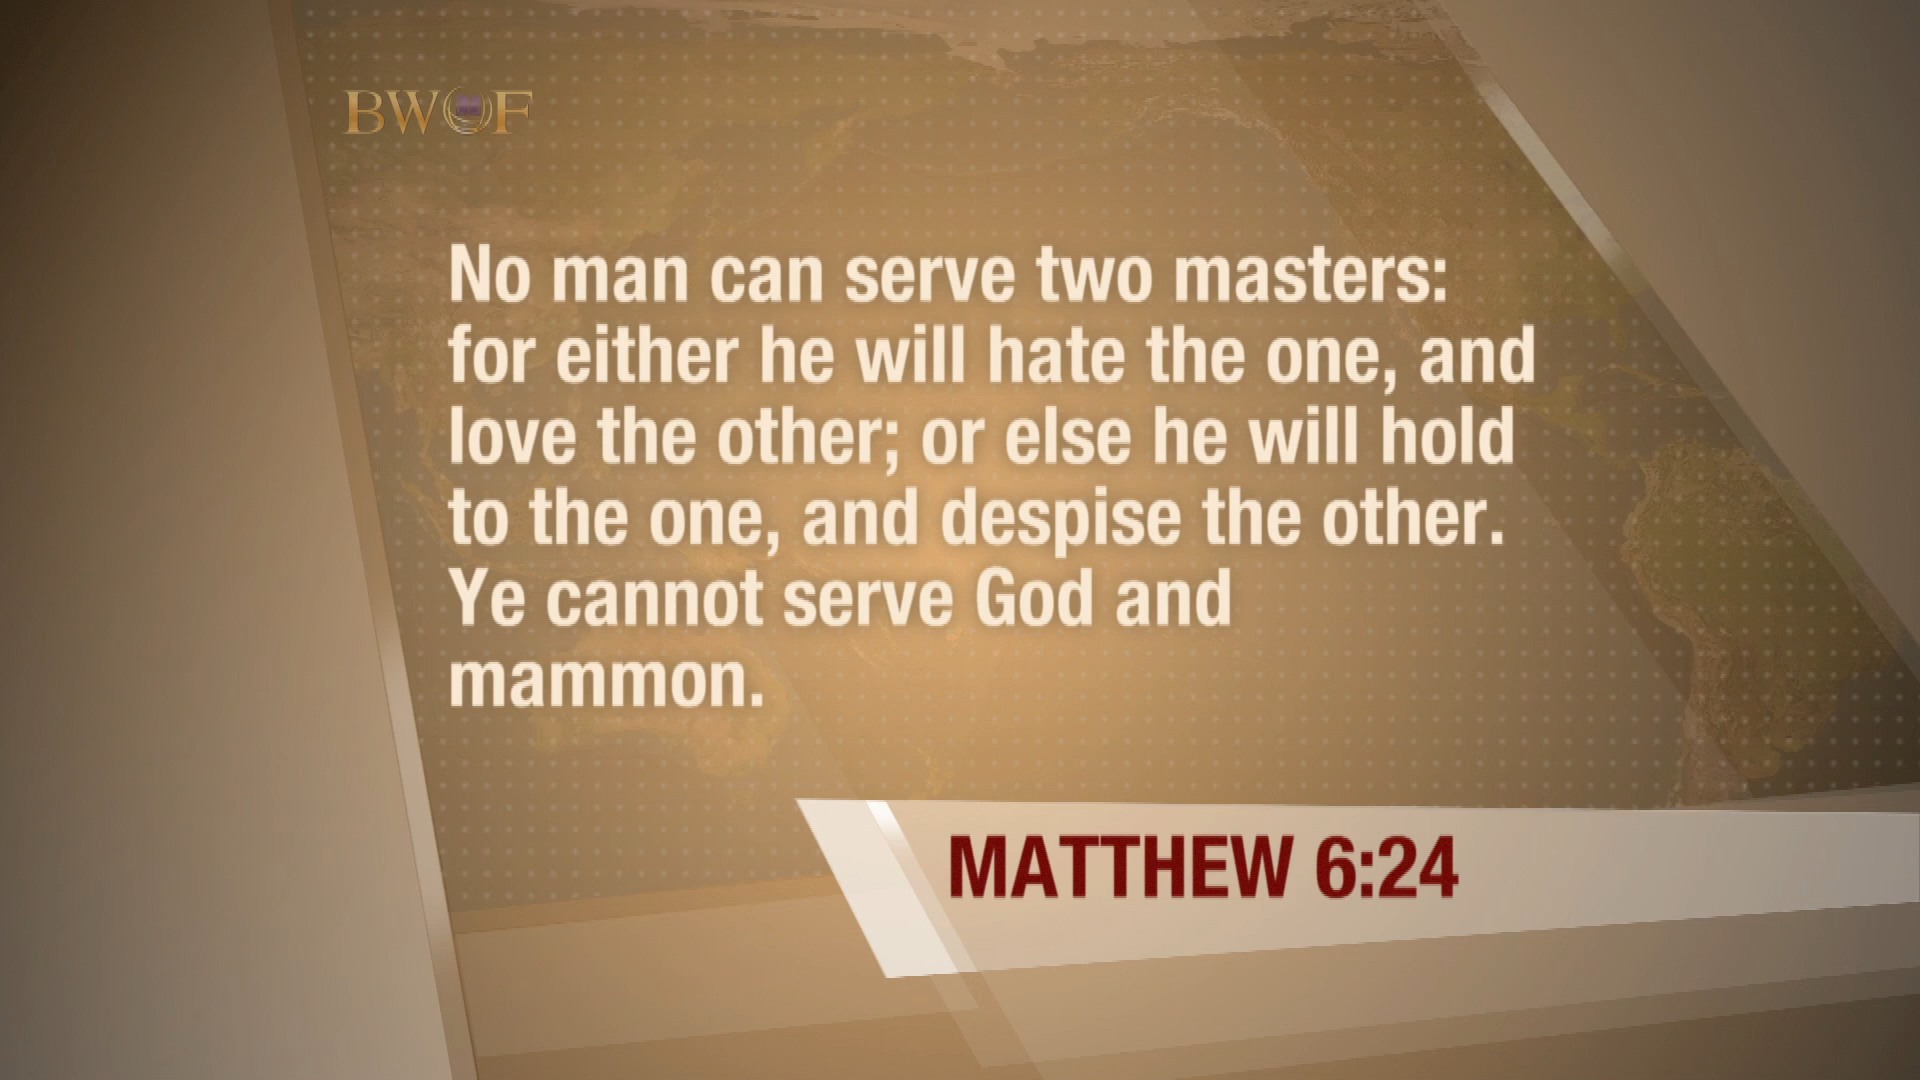 BWOF
No man can serve two masters:
for either he will hate the one, and
love the other; or else he will hold
to the one, and despise the other.
Ye cannot serve God and
mammon.
MATTHEW 6:24